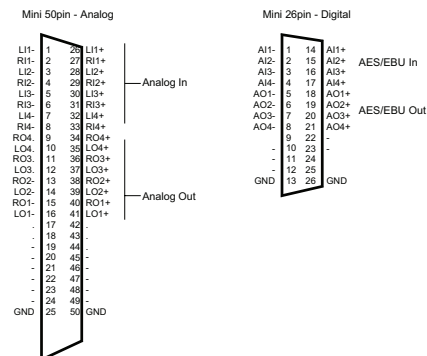 Mini 50pin - Analog
LI1- 1 26 LI1+
RI1- 2 27 RI1+
LI2- 3 28 LI2+
RI2- 4 29 RI2+
LI3- 5 30 LI3+
RI3- 6 31 RI3+
LI4- 7 32 LI4+
RI4- 8 33 RI4+
Analog In
RO4. 9 34 RO4+
LO4. 10 35 LO4+
RO3. 11 36 RO3+
LO3. 12 37 LO3+
RO2- 13 38 RO2+
LO2- 14 39 LO2+
RO1- 15 40 RO1+
LO1- 16 41 LO1+
Analog Out
. 17 42 .
. 18 43 .
- 19 44 .
- 20 45 -
- 21 46 -
- 22 47 -
- 23 48 -
- 24 49 -
GND 25 50 GND
Mini 26pin - Digital
AI1- 1 14 AI1+
AI2- 2 15 AI2+
AI3- 3 16 AI3+
AI4- 4 17 AI4+
AES/EBU In
AO1- 5 18 AO1+
AO2- 6 19 AO2+
AO3- 7 20 AO3+
AO4- 8 21 AO4+
AES/EBU Out
9 22 -
- 10 23 -
- 11 24
- 12 25
GND 13 26 GND